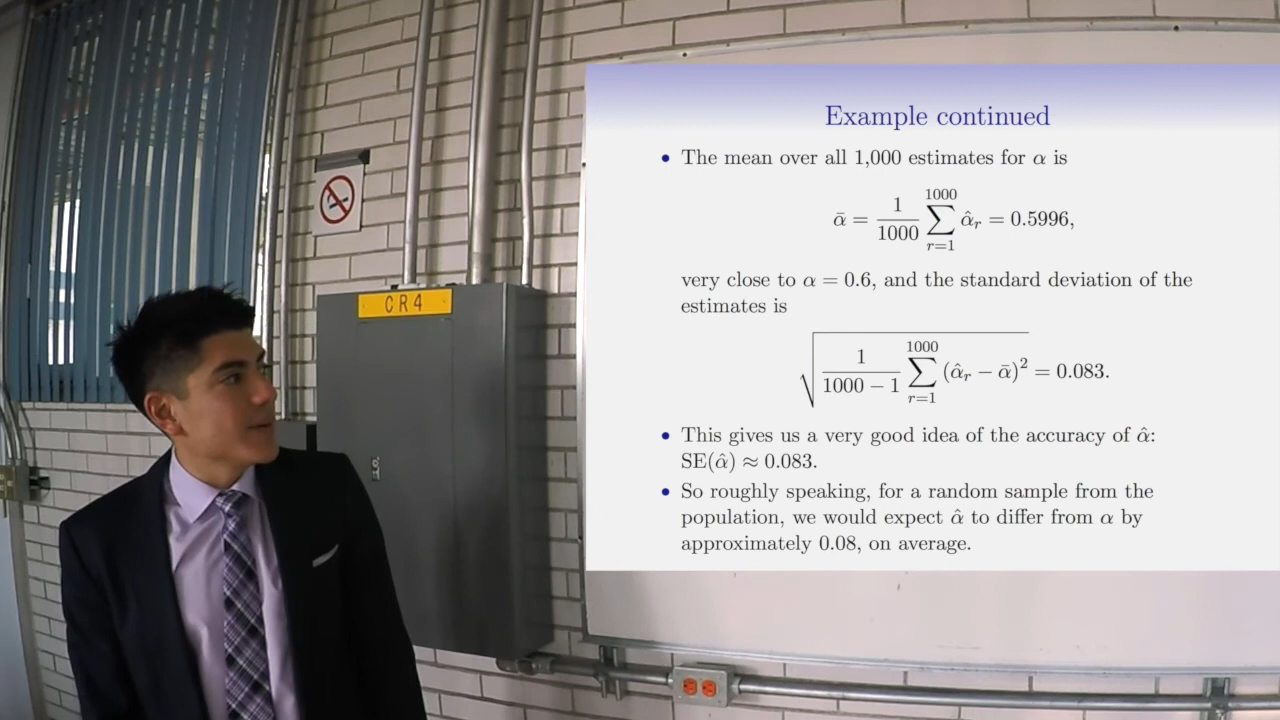 CR4
Example continued
• The mean over all 1,000 estimates for α is
ᾱ = 1/1000 ∑_{r=1}^{1000} α̂_r = 0.5996,
very close to α = 0.6, and the standard deviation of the
estimates is
√(1/(1000 − 1) ∑_{r=1}^{1000} (α̂_r − ᾱ)²) = 0.083.
• This gives us a very good idea of the accuracy of α̂:
SE(α̂) ≈ 0.083.
• So roughly speaking, for a random sample from the
population, we would expect α̂ to differ from α by
approximately 0.08, on average.